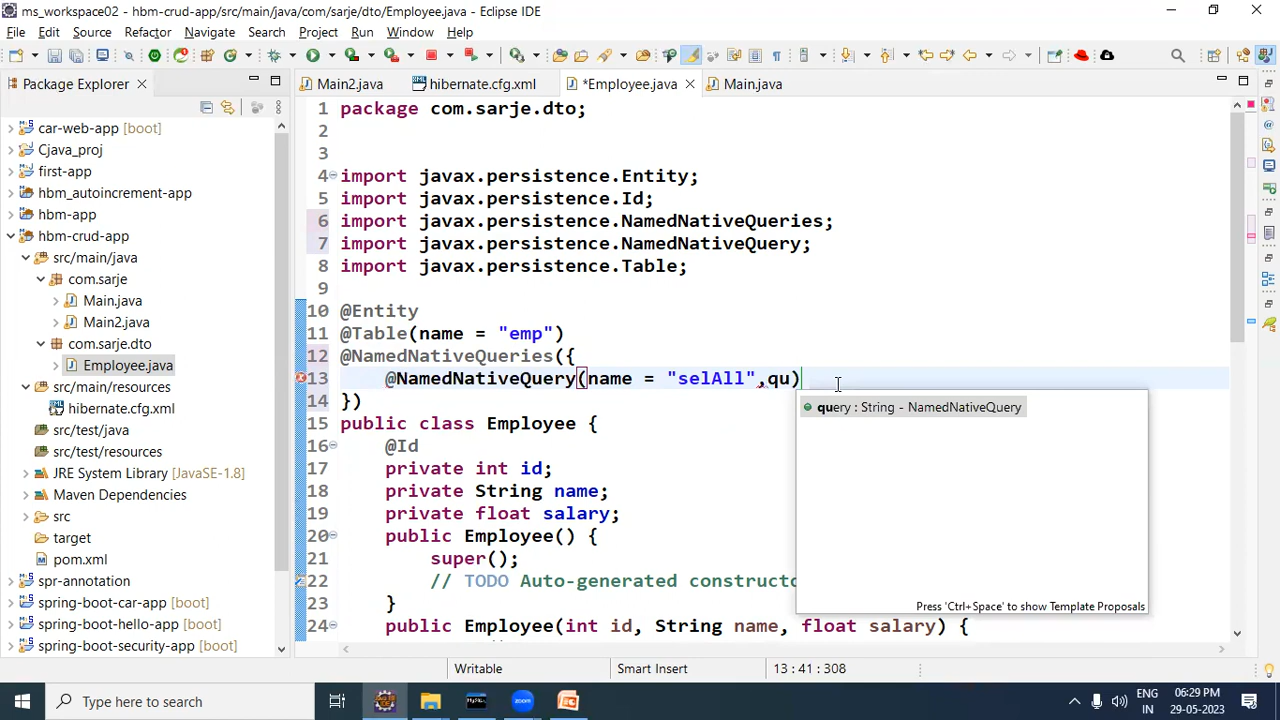 ms_workspace02 - hbm-crud-app/src/main/java/com/sarje/dto/Employee.java - Eclipse IDE
File Edit Source Refactor Navigate Search Project Run Window Help
Package Explorer
Main2.java hibernate.cfg.xml *Employee.java Main.java
car-web-app [boot]
Cjava_proj
first-app
hbm_autoincrement-app
hbm-app
hbm-crud-app
src/main/java
com.sarje
Main.java
Main2.java
com.sarje.dto
Employee.java
src/main/resources
hibernate.cfg.xml
src/test/java
src/test/resources
JRE System Library [JavaSE-1.8]
Maven Dependencies
src
target
pom.xml
spr-annotation
spring-boot-car-app [boot]
spring-boot-hello-app [boot]
spring-boot-security-app [boot]
1 package com.sarje.dto;
2
3
4 import javax.persistence.Entity;
5 import javax.persistence.Id;
6 import javax.persistence.NamedNativeQueries;
7 import javax.persistence.NamedNativeQuery;
8 import javax.persistence.Table;
9
10 @Entity
11 @Table(name = "emp")
12 @NamedNativeQueries({
13 @NamedNativeQuery(name = "selAll",qu)
14 })
15 public class Employee {
16 @Id
17 private int id;
18 private String name;
19 private float salary;
20 public Employee() {
21 super();
22 // TODO Auto-generated constructo
23 }
24 public Employee(int id, String name, float salary) {
query : String - NamedNativeQuery
Press 'Ctrl+Space' to show Template Proposals
Writable Smart Insert 13 : 41 : 308
Type here to search
zoom
ENG
IN
06:29 PM
29-05-2023